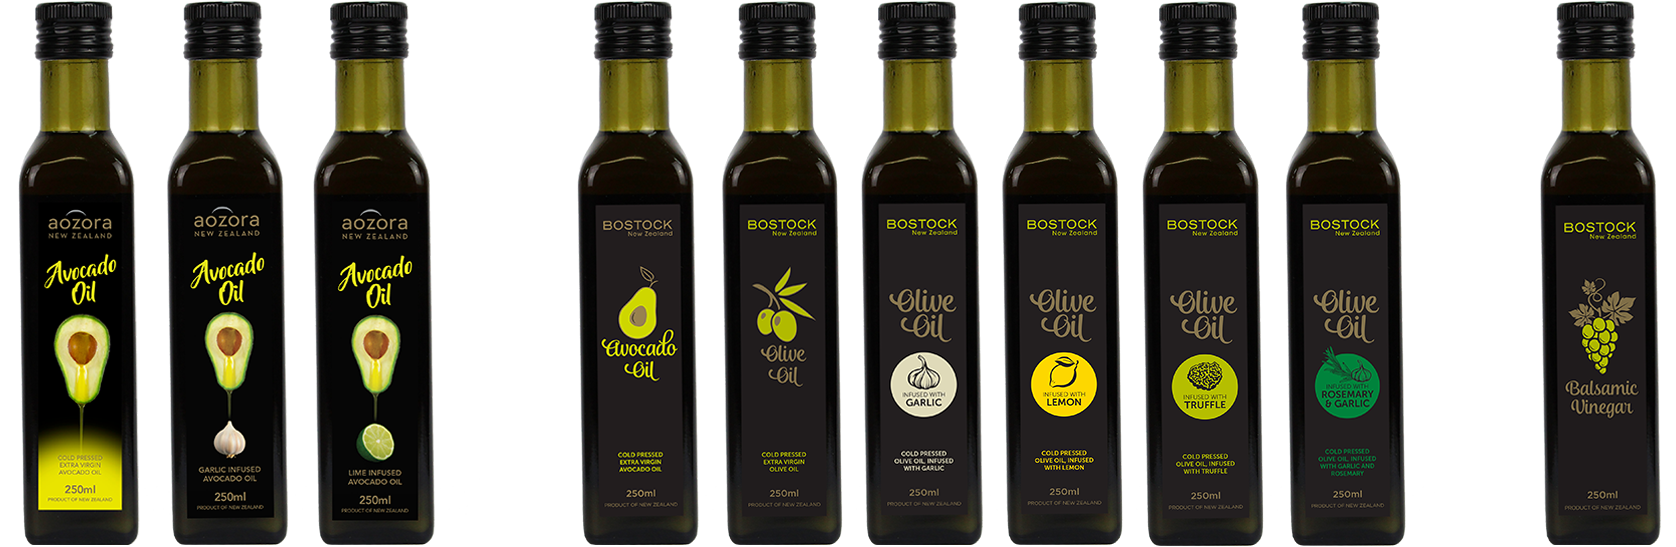 aozora
NEW ZEALAND
Avocado
Oil
COLD PRESSED
EXTRA VIRGIN
AVOCADO OIL
250ml
PRODUCT OF NEW ZEALAND
aozora
NEW ZEALAND
Avocado
Oil
GARLIC INFUSED
AVOCADO OIL
250ml
PRODUCT OF NEW ZEALAND
aozora
NEW ZEALAND
Avocado
Oil
LIME INFUSED
AVOCADO OIL
250ml
PRODUCT OF NEW ZEALAND
BOSTOCK
New Zealand
Avocado
Oil
COLD PRESSED
EXTRA VIRGIN
AVOCADO OIL
250ml
PRODUCT OF NEW ZEALAND
BOSTOCK
New Zealand
Olive
Oil
COLD PRESSED
EXTRA VIRGIN
OLIVE OIL
250ml
PRODUCT OF NEW ZEALAND
BOSTOCK
New Zealand
Olive
Oil
INFUSED WITH
GARLIC
COLD PRESSED
OLIVE OIL, INFUSED
WITH GARLIC
250ml
PRODUCT OF NEW ZEALAND
BOSTOCK
New Zealand
Olive
Oil
INFUSED WITH
LEMON
COLD PRESSED
OLIVE OIL, INFUSED
WITH LEMON
250ml
PRODUCT OF NEW ZEALAND
BOSTOCK
New Zealand
Olive
Oil
INFUSED WITH
TRUFFLE
COLD PRESSED
OLIVE OIL, INFUSED
WITH TRUFFLE
250ml
PRODUCT OF NEW ZEALAND
BOSTOCK
New Zealand
Olive
Oil
INFUSED WITH
ROSEMARY
& GARLIC
COLD PRESSED
OLIVE OIL, INFUSED
WITH GARLIC AND
ROSEMARY
250ml
PRODUCT OF NEW ZEALAND
BOSTOCK
New Zealand
Balsamic
Vinegar
250ml
PRODUCT OF NEW ZEALAND